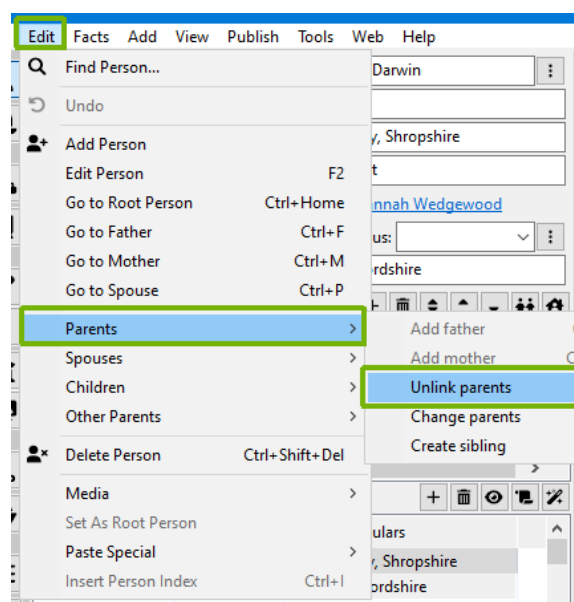 Edit Facts Add View Publish Tools Web Help
Find Person...
Darwin
Undo
y, Shropshire
Add Person
Edit Person F2
t
Go to Root Person Ctrl+Home
nnah Wedgewood
Go to Father Ctrl+F
us:
Go to Mother Ctrl+M
rdshire
Go to Spouse Ctrl+P
Parents
Add father
Spouses
Add mother C
Children
Unlink parents
Other Parents
Change parents
Create sibling
Delete Person Ctrl+Shift+Del
Media
Set As Root Person
ulars
Paste Special
y, Shropshire
Insert Person Index Ctrl+I
ordshire